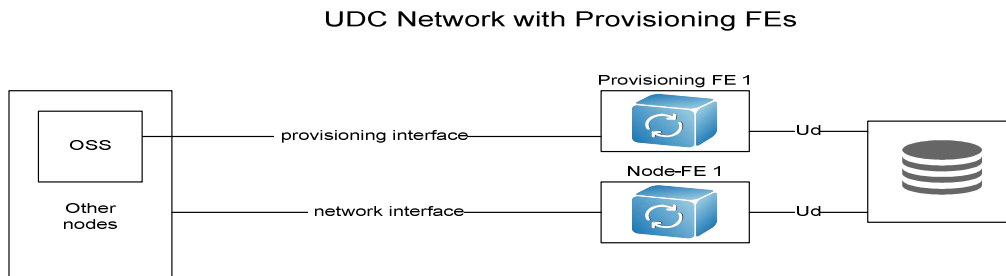 UDC Network with Provisioning FEs
Provisioning FE 1
OSS
provisioning interface
Ud
Node-FE 1
Other
nodes
network interface
Ud